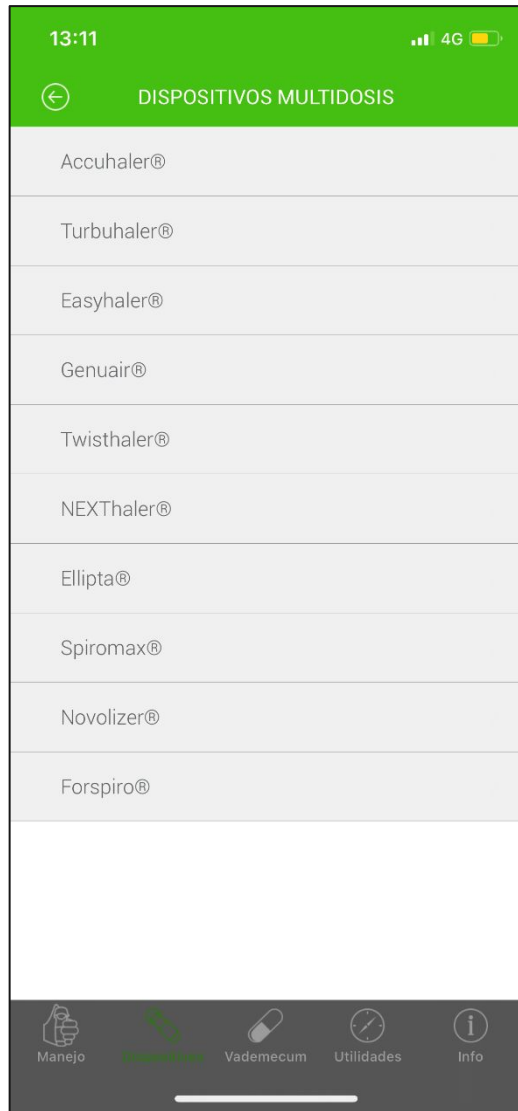 13:11
4G
DISPOSITIVOS MULTIDOSIS
Accuhaler®
Turbuhaler®
Easyhaler®
Genuair®
Twisthaler®
NEXThaler®
Ellipta®
Spiromax®
Novolizer®
Forspiro®
Manejo
Vademecum
Utilidades
Info